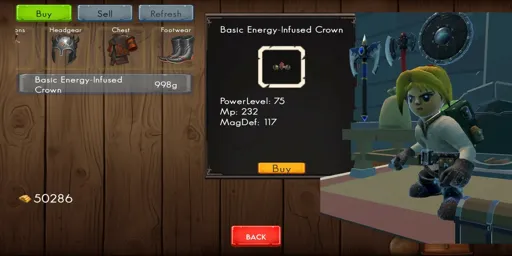 Buy
Sell
Refresh
ons
Headgear
Chest
Footwear
Basic Energy-Infused
Crown
998g
50286
Basic Energy-Infused Crown
PowerLevel: 75
Mp: 232
MagDef: 117
Buy
BACK